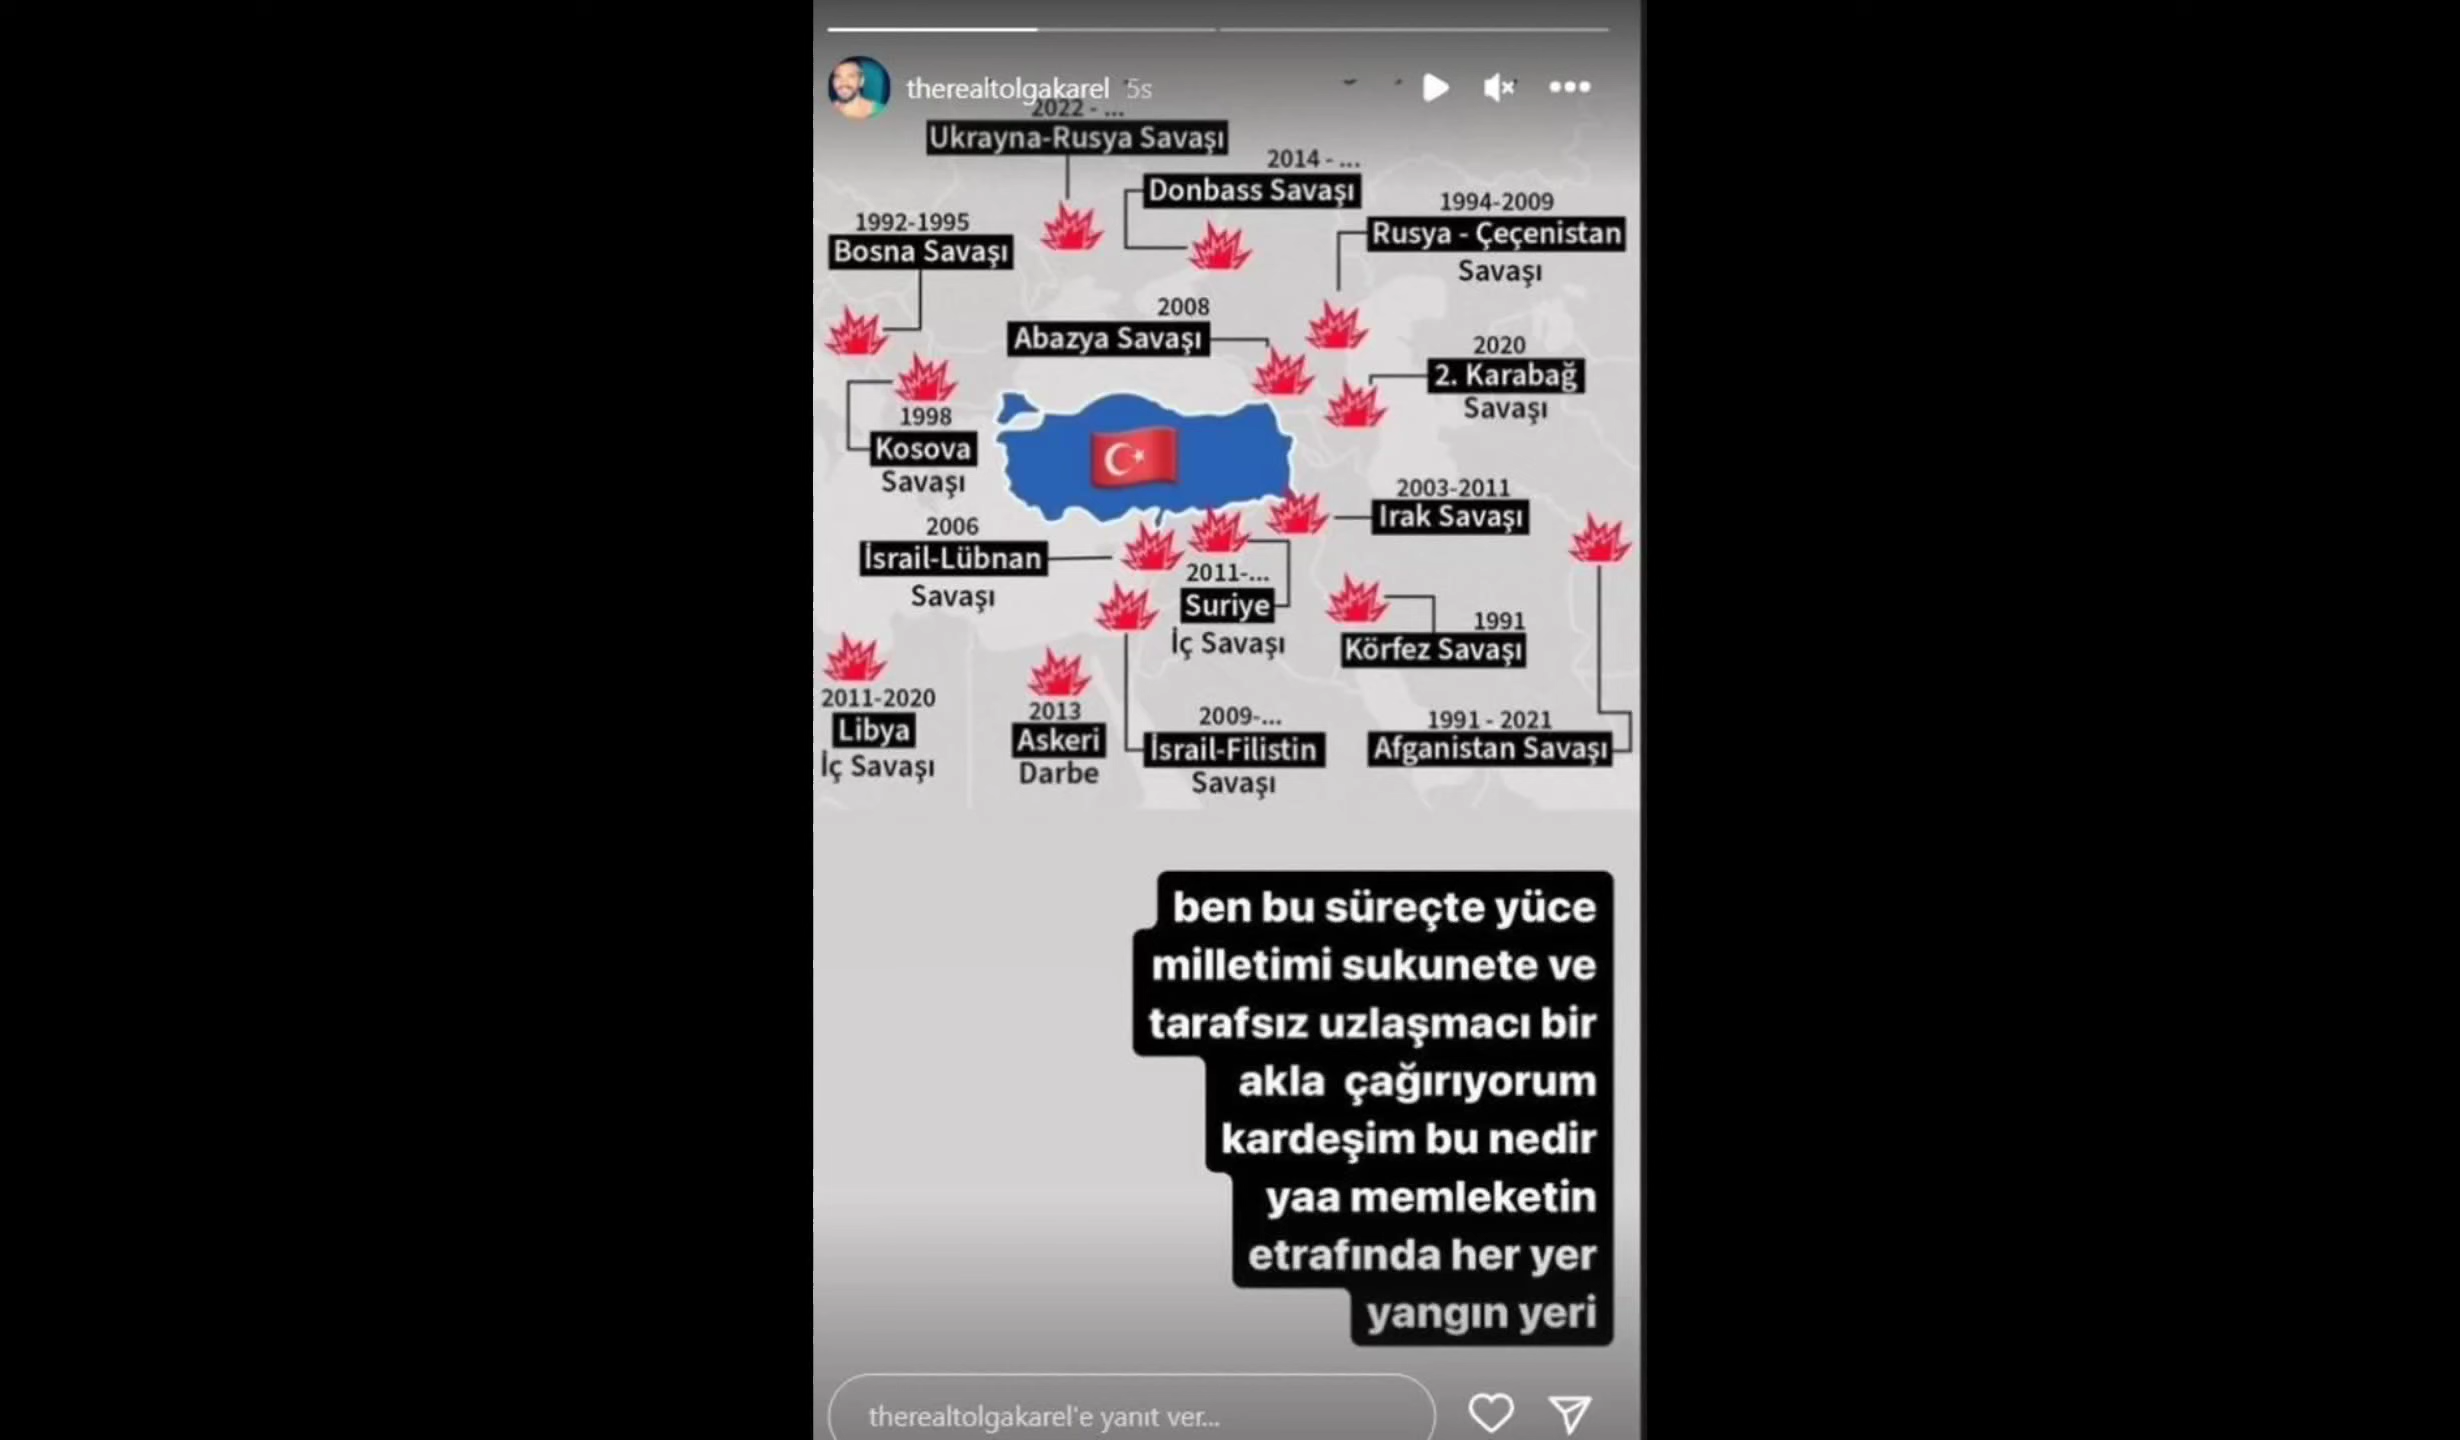 therealtolgakarel 5s
2022 - ...
Ukrayna-Rusya Savaşı
2014 - ...
Donbass Savaşı
1994-2009
Rusya - Çeçenistan
Savaşı
1992-1995
Bosna Savaşı
2008
Abazya Savaşı
2020
2. Karabağ
Savaşı
1998
Kosova
Savaşı
2003-2011
Irak Savaşı
2006
İsrail-Lübnan
Savaşı
2011-...
Suriye
İç Savaşı
1991
Körfez Savaşı
2011-2020
Libya
İç Savaşı
2013
Askeri
Darbe
2009-...
İsrail-Filistin
Savaşı
1991 - 2021
Afganistan Savaşı
ben bu süreçte yüce
milletimi sukunete ve
tarafsız uzlaşmacı bir
akla çağırıyorum
kardeşim bu nedir
yaa memleketin
etrafında her yer
yangın yeri
therealtolgakarel'e yanıt ver...